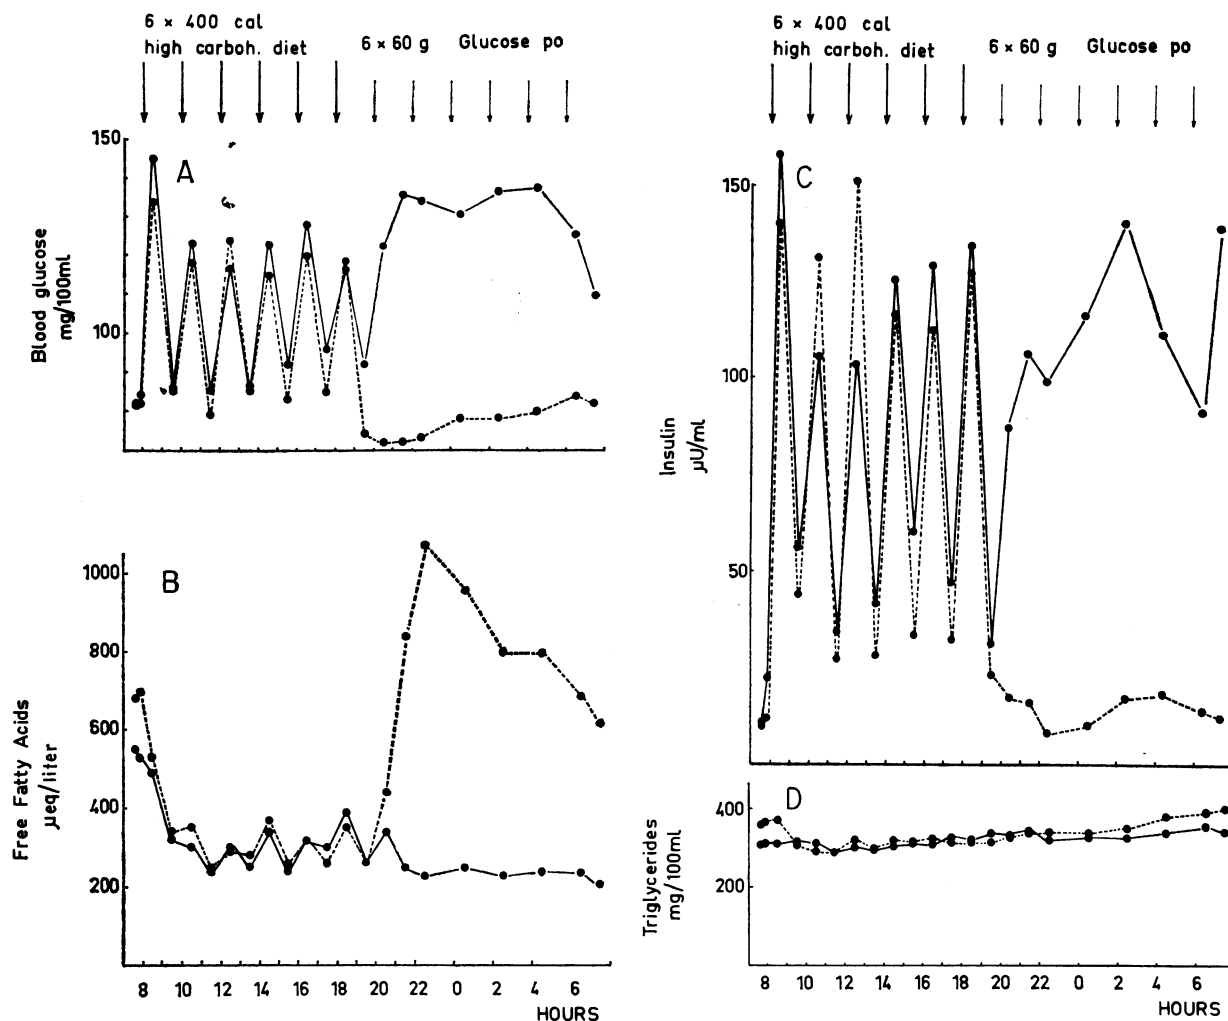 6 × 400 cal
high carboh. diet
6 × 60 g Glucose po
150
A
100
Blood glucose
mg/100ml
1000
B
800
600
400
200
Free Fatty Acids
µeq/liter
8 10 12 14 16 18 20 22 0 2 4 6
HOURS
6 × 400 cal
high carboh. diet
6 × 60 g Glucose po
150
C
100
50
Insulin
µU/ml
400
D
200
Triglycerides
mg/100ml
8 10 12 14 16 18 20 22 0 2 4 6
HOURS